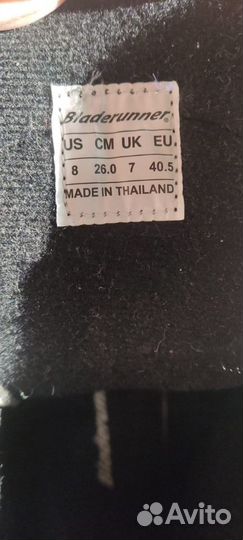 Bladerunner®
US CM UK EU
8 26.0 7 40.5
MADE IN THAILAND
Avito